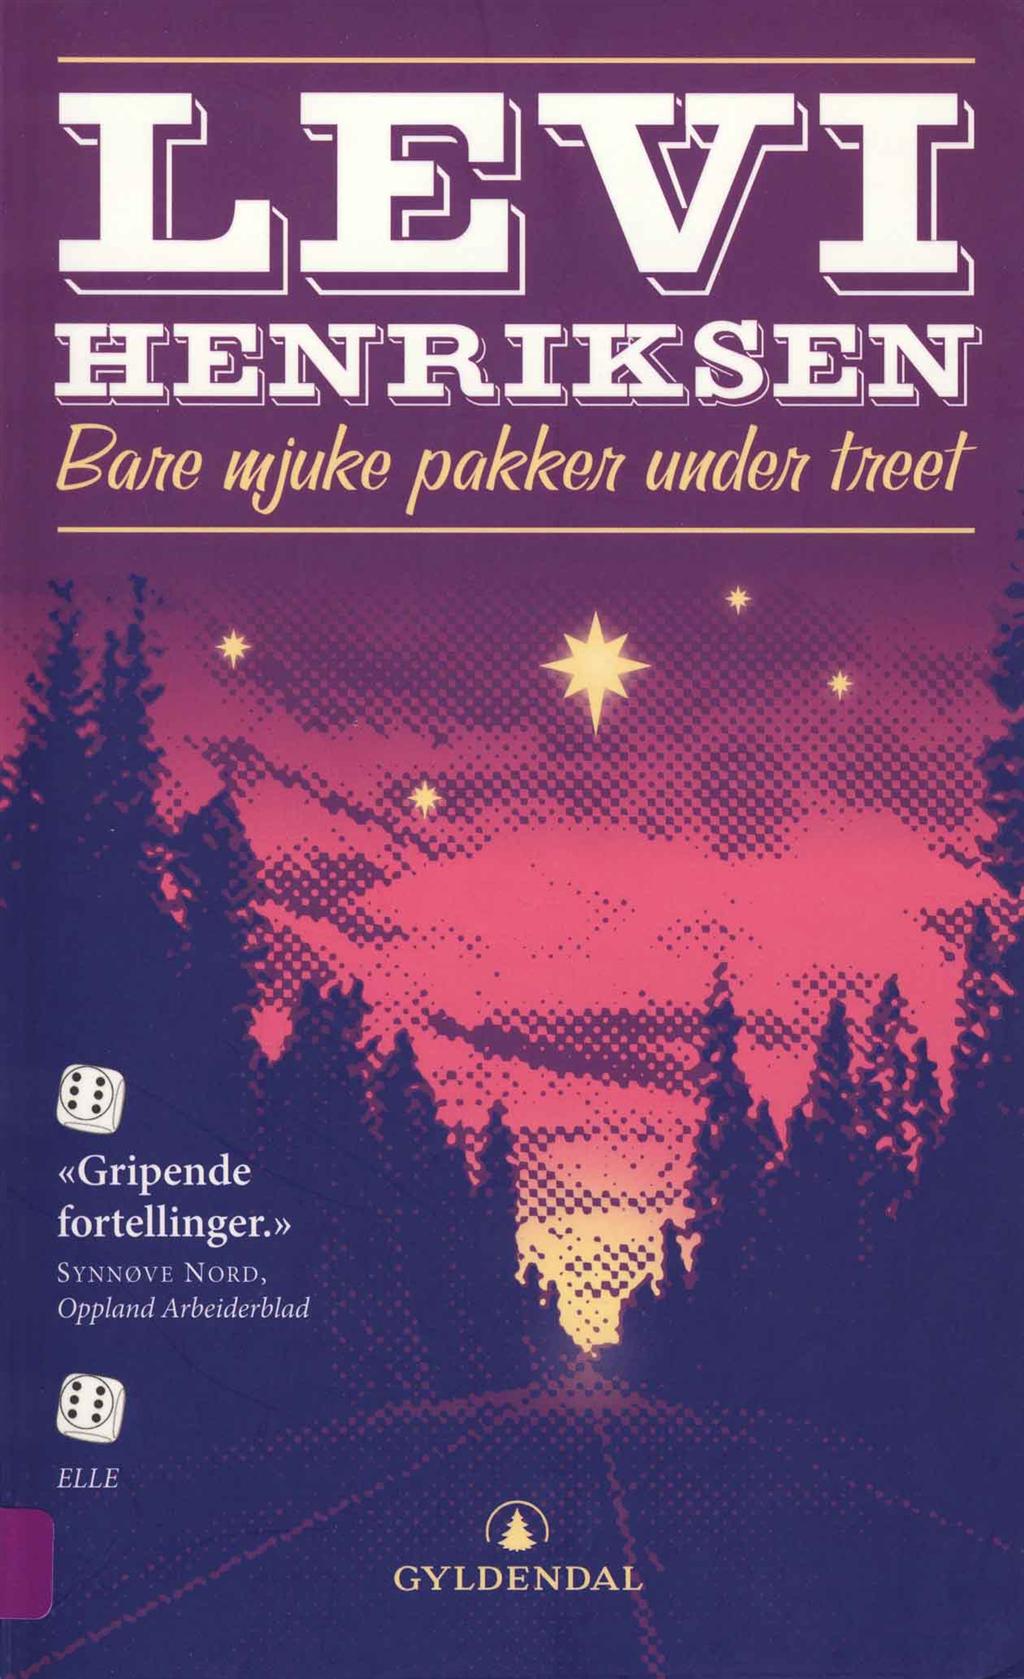 LEVI
HENRIKSEN
Bare mjuke pakker under treet
«Gripende
fortellinger.»
SYNNØVE NORD,
Oppland Arbeiderblad
ELLE
GYLDENDAL